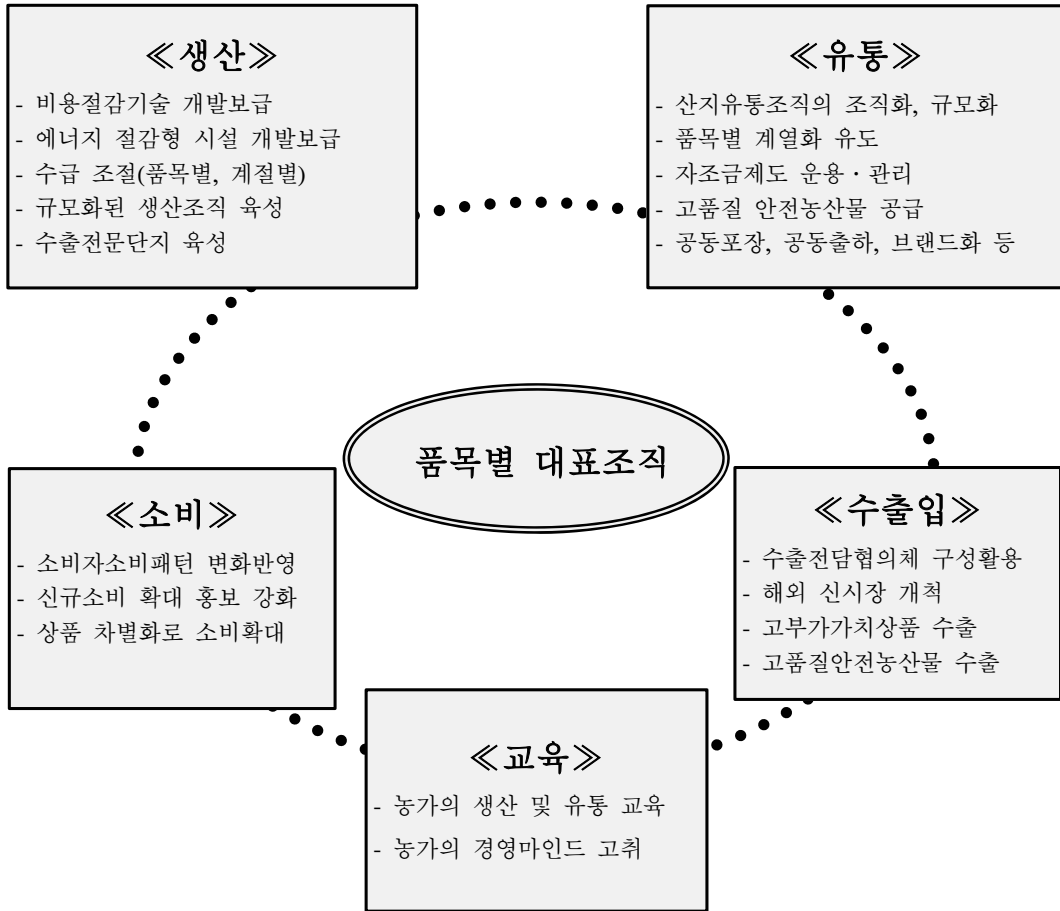 ≪생산≫
- 비용절감기술 개발보급
- 에너지 절감형 시설 개발보급
- 수급 조절(품목별, 계절별)
- 규모화된 생산조직 육성
- 수출전문단지 육성
≪유통≫
- 산지유통조직의 조직화, 규모화
- 품목별 계열화 유도
- 자조금제도 운용·관리
- 고품질 안전농산물 공급
- 공동포장, 공동출하, 브랜드화 등
품목별 대표조직
≪소비≫
- 소비자소비패턴 변화반영
- 신규소비 확대 홍보 강화
- 상품 차별화로 소비확대
≪수출입≫
- 수출전담협의체 구성활용
- 해외 신시장 개척
- 고부가가치상품 수출
- 고품질안전농산물 수출
≪교육≫
- 농가의 생산 및 유통 교육
- 농가의 경영마인드 고취